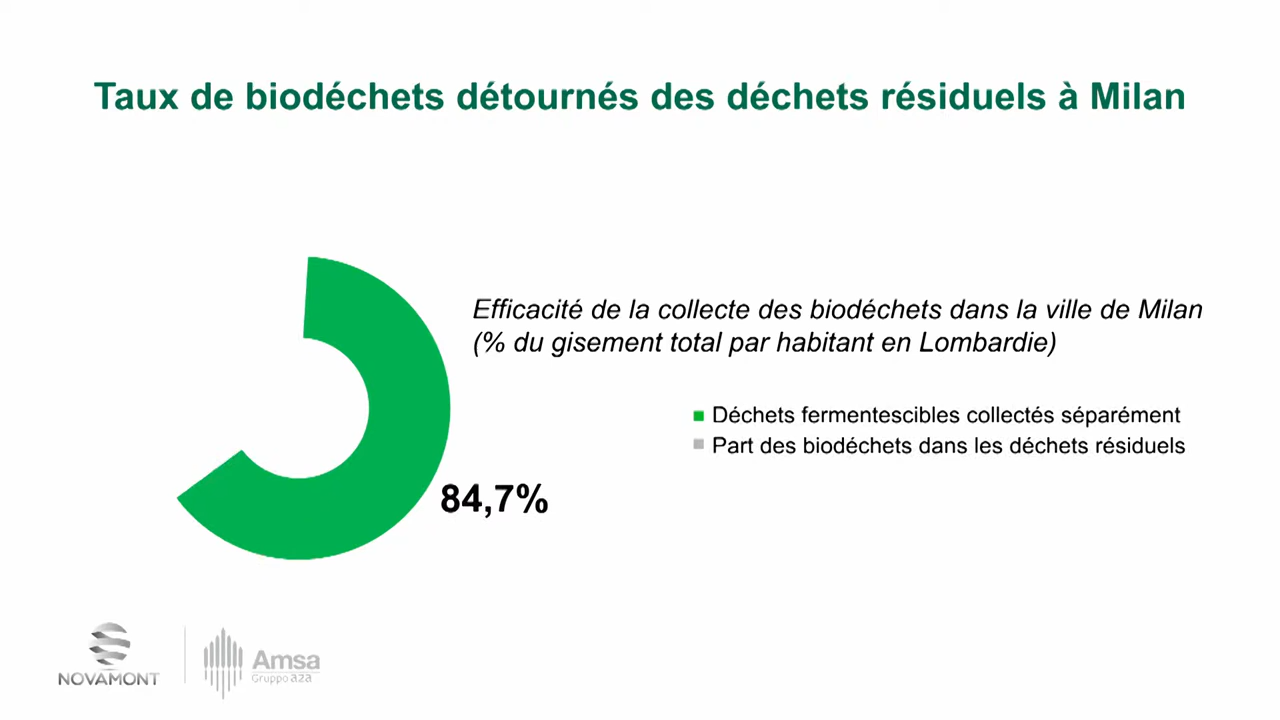 Taux de biodéchets détournés des déchets résiduels à Milan
Efficacité de la collecte des biodéchets dans la ville de Milan
(% du gisement total par habitant en Lombardie)
Déchets fermentescibles collectés séparément
Part des biodéchets dans les déchets résiduels
84,7%
NOVAMONT
Amsa
Gruppo a2a